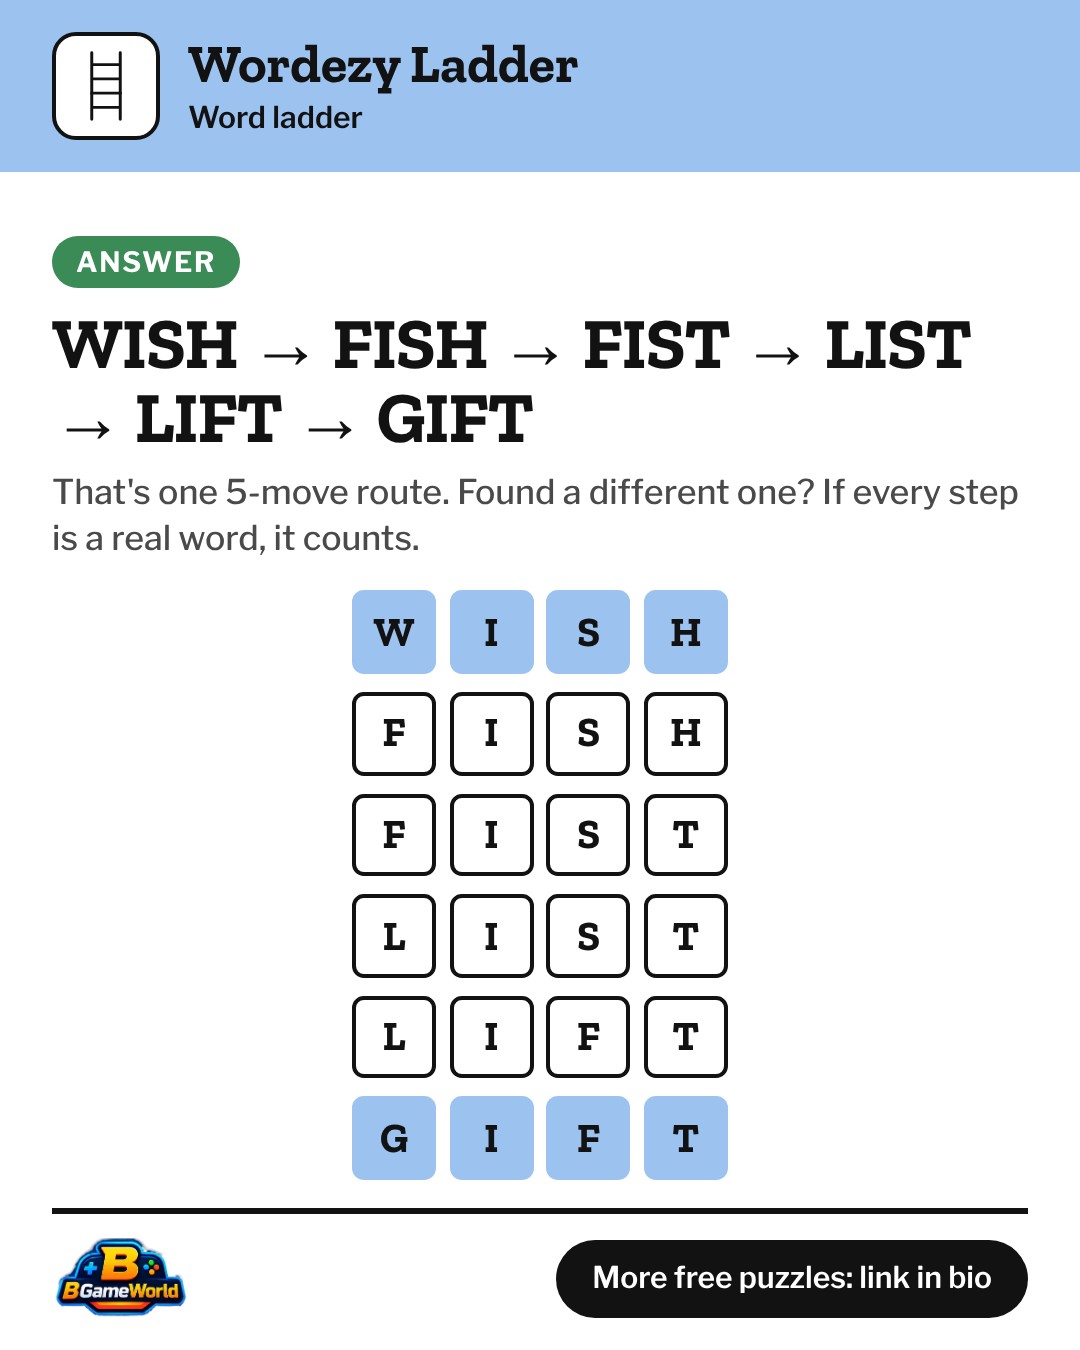 Wordezy Ladder
Word ladder
ANSWER
WISH → FISH → FIST → LIST
→ LIFT → GIFT
That's one 5-move route. Found a different one? If every step
is a real word, it counts.
W I S H
F I S H
F I S T
L I S T
L I F T
G I F T
B
BGameWorld
More free puzzles: link in bio